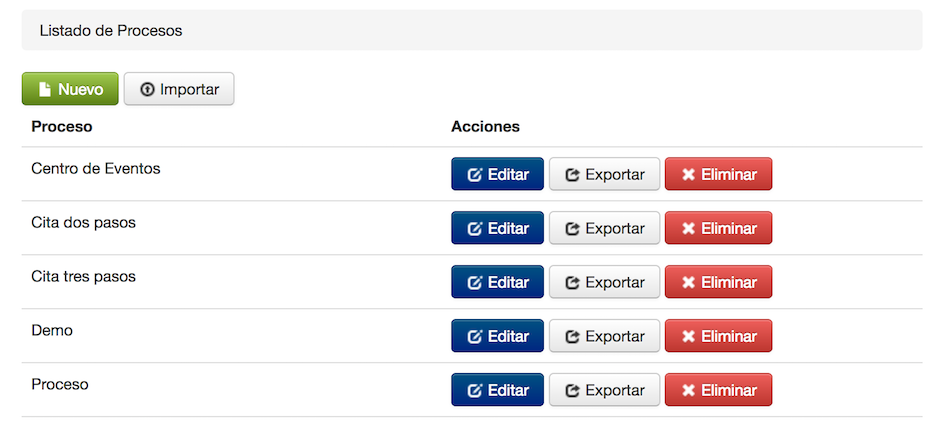 Listado de Procesos
Nuevo Importar
Proceso Acciones
Centro de Eventos Editar Exportar Eliminar
Cita dos pasos Editar Exportar Eliminar
Cita tres pasos Editar Exportar Eliminar
Demo Editar Exportar Eliminar
Proceso Editar Exportar Eliminar